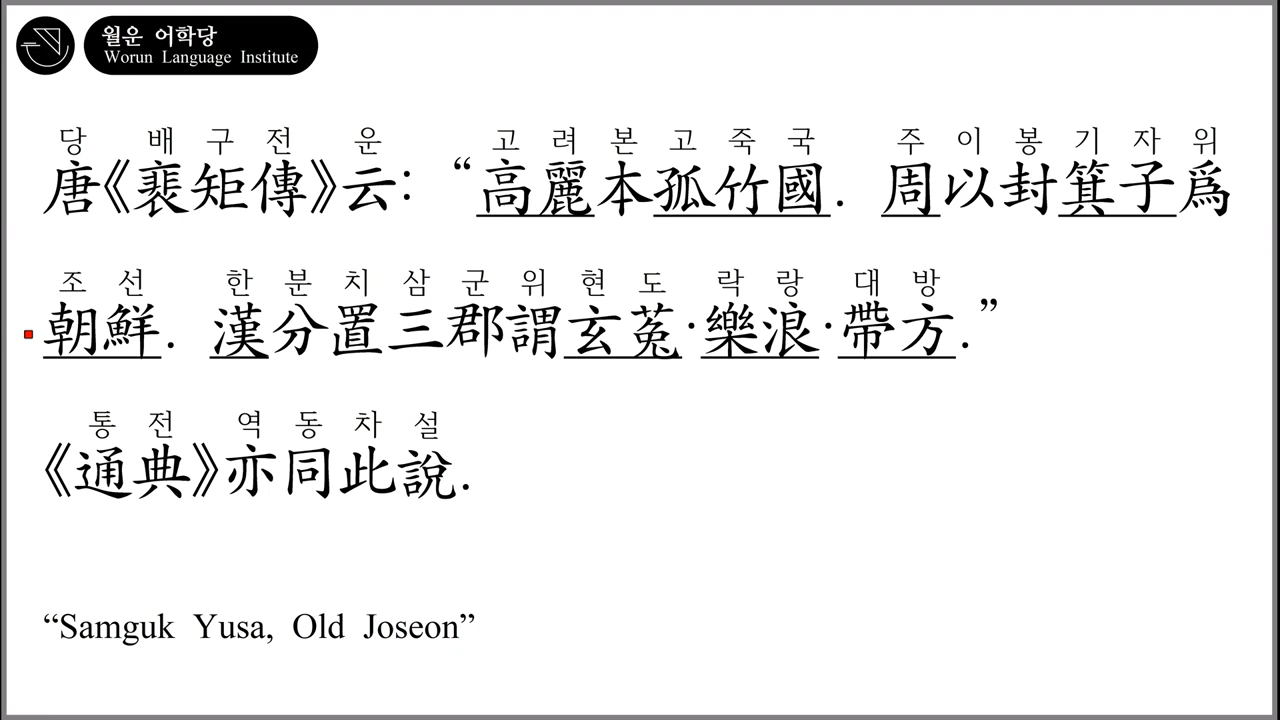 월운 어학당
Worun Language Institute
당 배 구 전 운 고 려 본 고 죽 국 주 이 봉 기 자 위
唐《裴矩傳》云：“高麗本孤竹國. 周以封箕子爲
조 선 한 분 치 삼 군 위 현 도 락 랑 대 방
朝鮮. 漢分置三郡謂玄菟·樂浪·帶方.”
통 전 역 동 차 설
《通典》亦同此說.
“Samguk Yusa, Old Joseon”